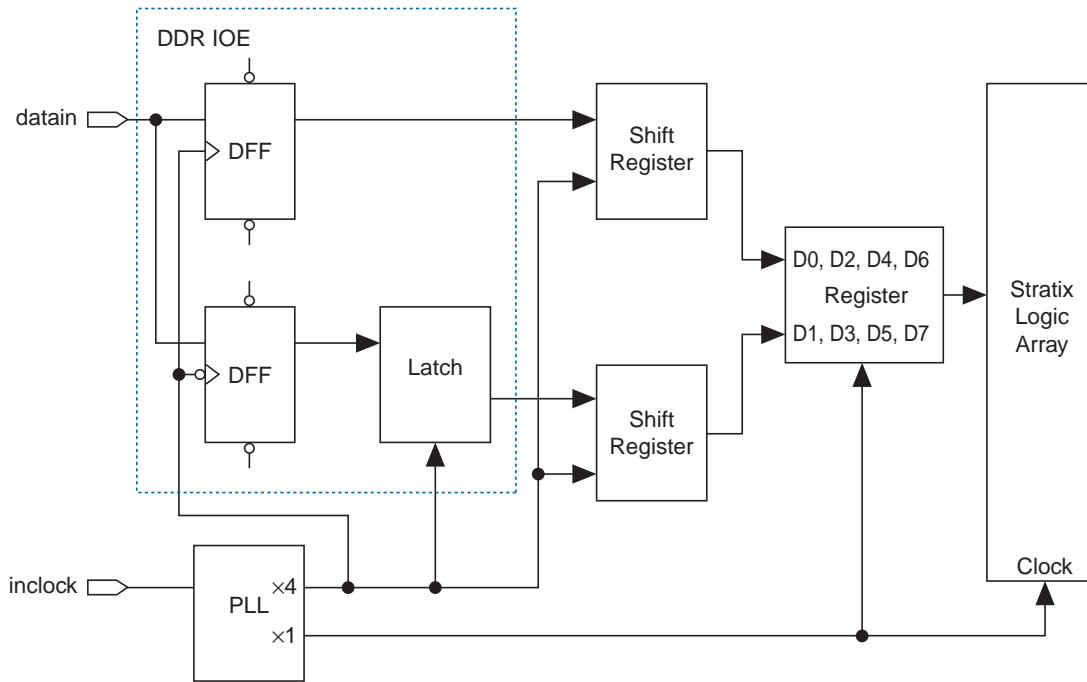 DDR IOE
datain
DFF
Shift
Register
D0, D2, D4, D6
Register
D1, D3, D5, D7
Stratix
Logic
Array
DFF
Latch
Shift
Register
inclock
PLL
×4
×1
Clock